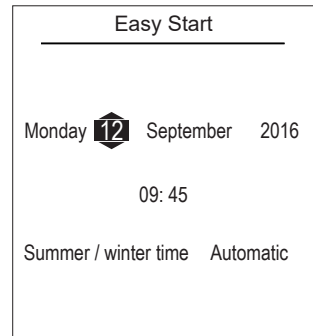 Easy Start
Monday 12 September 2016
09: 45
Summer / winter time Automatic